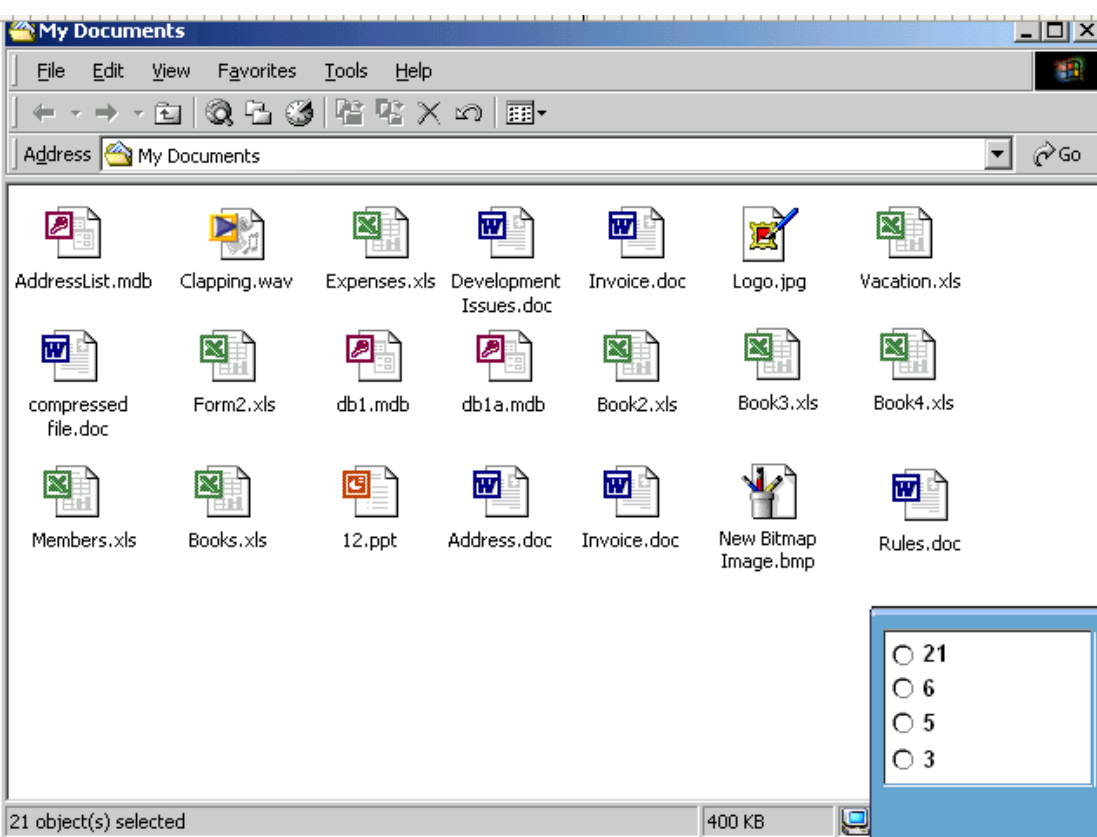 My Documents
File Edit View Favorites Tools Help
Address My Documents Go
AddressList.mdb Clapping.wav Expenses.xls Development Issues.doc Invoice.doc Logo.jpg Vacation.xls
compressed file.doc Form2.xls db1.mdb db1a.mdb Book2.xls Book3.xls Book4.xls
Members.xls Books.xls 12.ppt Address.doc Invoice.doc New Bitmap Image.bmp Rules.doc
21
6
5
3
21 object(s) selected 400 KB